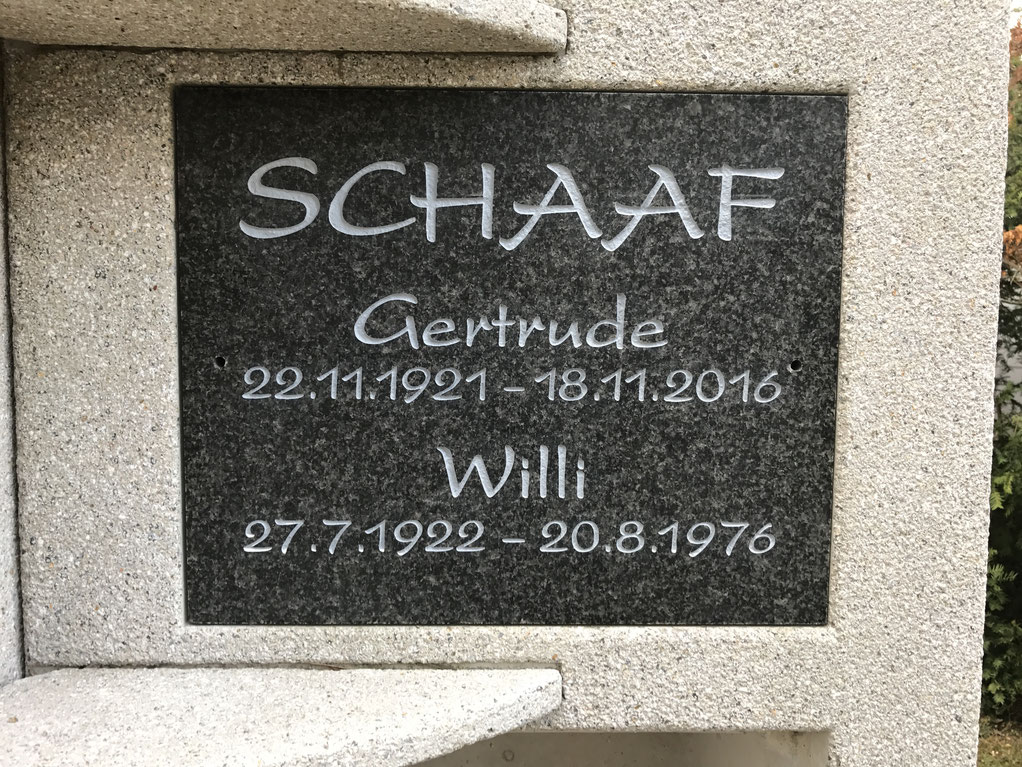 SCHAAF
Gertrude
22.11.1921 – 18.11.2016
Willi
27.7.1922 – 20.8.1976